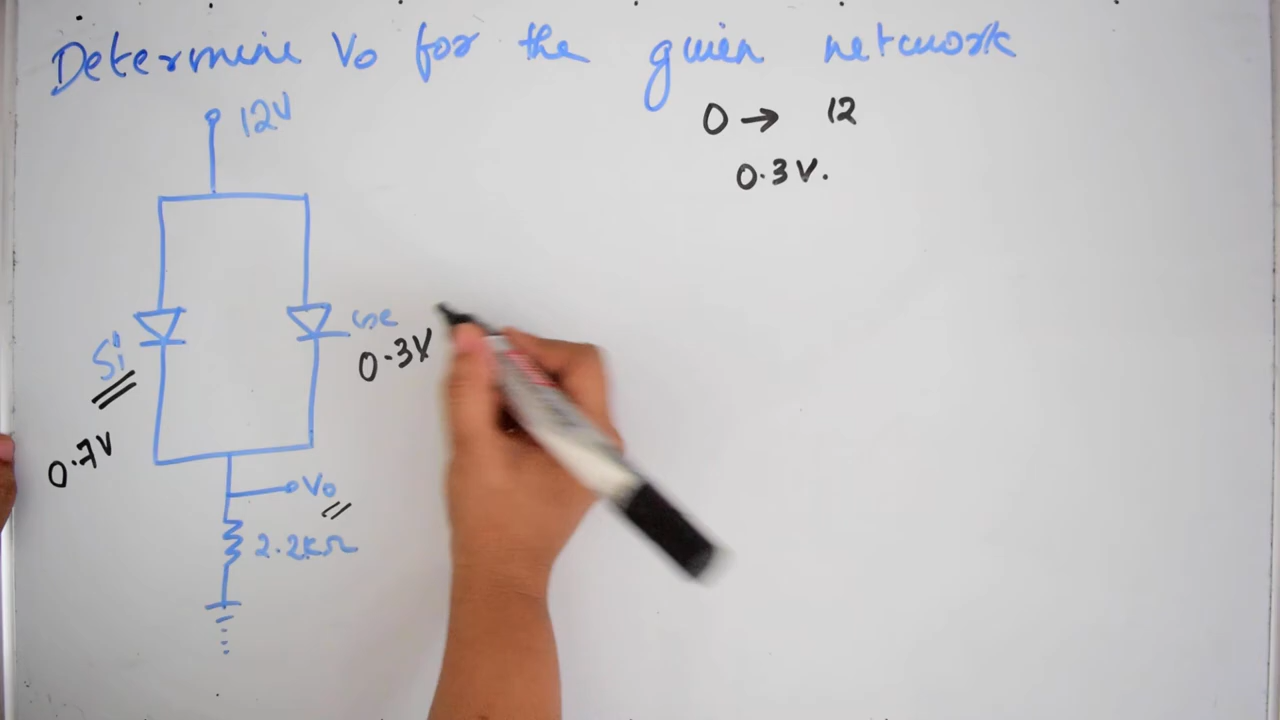 Determine Vo for the given network
0 → 12
12V
0.3V.
Si
Ge
0.3V
0.7V
Vo
2.2KΩ